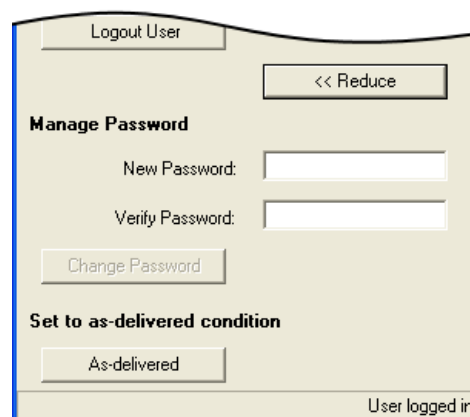 Logout User
<< Reduce
Manage Password
New Password:
Verify Password:
Change Password
Set to as-delivered condition
As-delivered
User logged in